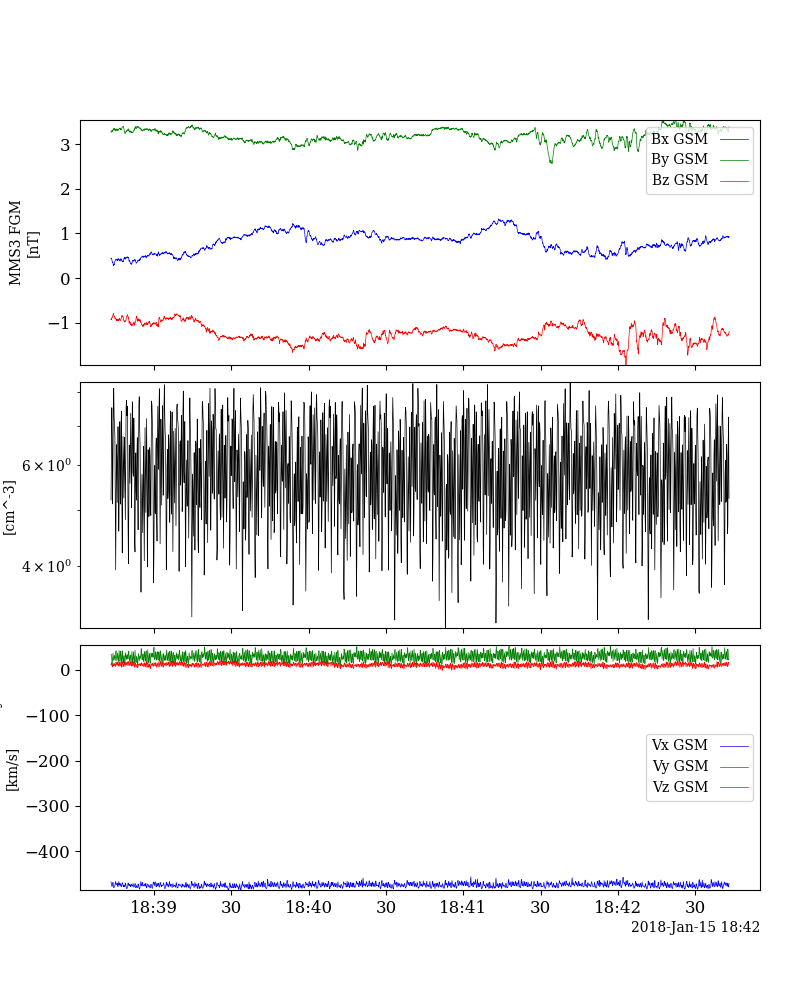 3
2
1
0
−1
MMS3 FGM
[nT]
Bx GSM
By GSM
Bz GSM
6 × 10⁰
4 × 10⁰
[cm^-3]
0
−100
−200
−300
−400
[km/s]
Vx GSM
Vy GSM
Vz GSM
18:39 30 18:40 30 18:41 30 18:42 30
2018-Jan-15 18:42